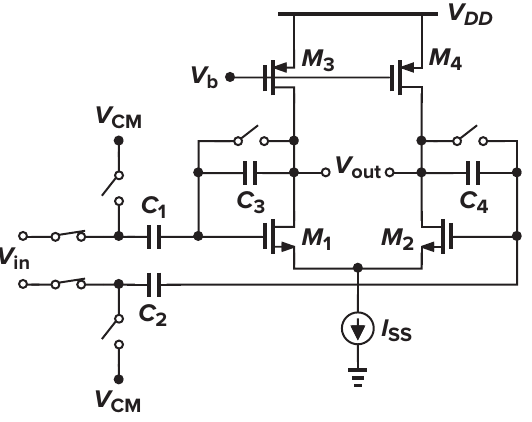 V_DD
M_3
M_4
V_b
V_CM
V_out
C_1
C_3
C_4
V_in
M_1
M_2
C_2
I_SS
V_CM